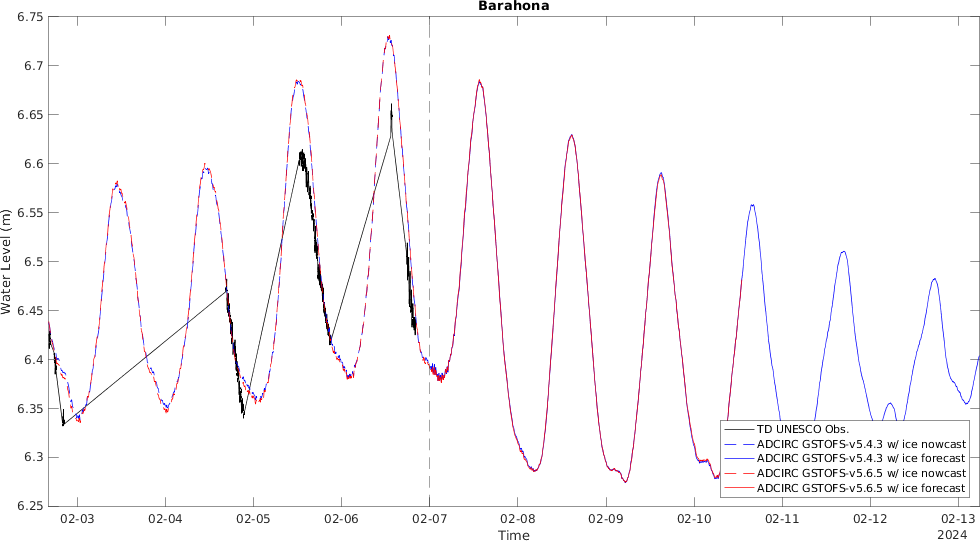 Barahona
6.75
6.7
6.65
6.6
6.55
6.5
6.45
6.4
6.35
6.3
6.25
Water Level (m)
TD UNESCO Obs.
ADCIRC GSTOFS-v5.4.3 w/ ice nowcast
ADCIRC GSTOFS-v5.4.3 w/ ice forecast
ADCIRC GSTOFS-v5.6.5 w/ ice nowcast
ADCIRC GSTOFS-v5.6.5 w/ ice forecast
02-03 02-04 02-05 02-06 02-07 02-08 02-09 02-10 02-11 02-12 02-13
Time 2024